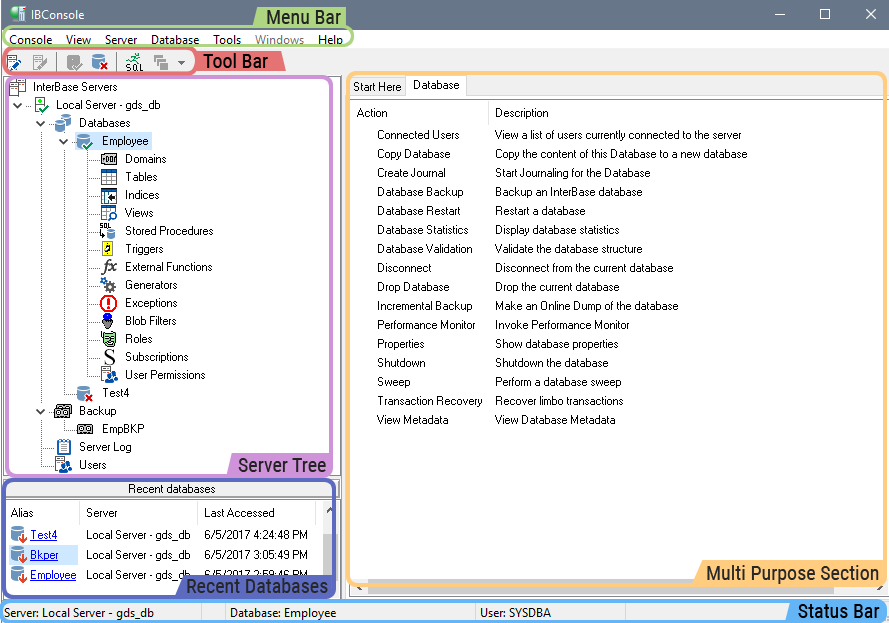 IBConsole
Menu Bar
Console View Server Database Tools Windows Help
SQL
Tool Bar
InterBase Servers
Local Server - gds_db
Databases
Employee
Domains
Tables
Indices
Views
SQL
Stored Procedures
Triggers
fx External Functions
Generators
Exceptions
Blob Filters
Roles
S Subscriptions
User Permissions
Test4
Backup
EmpBKP
Server Log
Users
Server Tree
Recent databases
Alias Server Last Accessed
Test4 Local Server - gds_db 6/5/2017 4:24:48 PM
Bkper Local Server - gds_db 6/5/2017 3:05:49 PM
Employee Local Server - gds_db 6/5/2017 2:59:46 PM
Recent Databases
Start Here Database
Action Description
Connected Users View a list of users currently connected to the server
Copy Database Copy the content of this Database to a new database
Create Journal Start Journaling for the Database
Database Backup Backup an InterBase database
Database Restart Restart a database
Database Statistics Display database statistics
Database Validation Validate the database structure
Disconnect Disconnect from the current database
Drop Database Drop the current database
Incremental Backup Make an Online Dump of the database
Performance Monitor Invoke Performance Monitor
Properties Show database properties
Shutdown Shutdown the database
Sweep Perform a database sweep
Transaction Recovery Recover limbo transactions
View Metadata View Database Metadata
Multi Purpose Section
Server: Local Server - gds_db Database: Employee User: SYSDBA
Status Bar